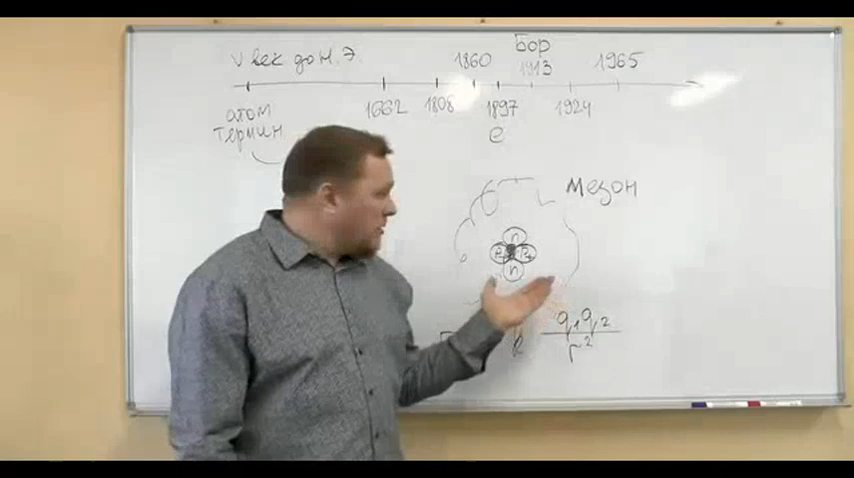 V век до н. э.
1860
Бор
1913
1965
1662
1808
1897
1924
атом
термин
e
мезон
n
P+
P+
n
q₁q₂
r²